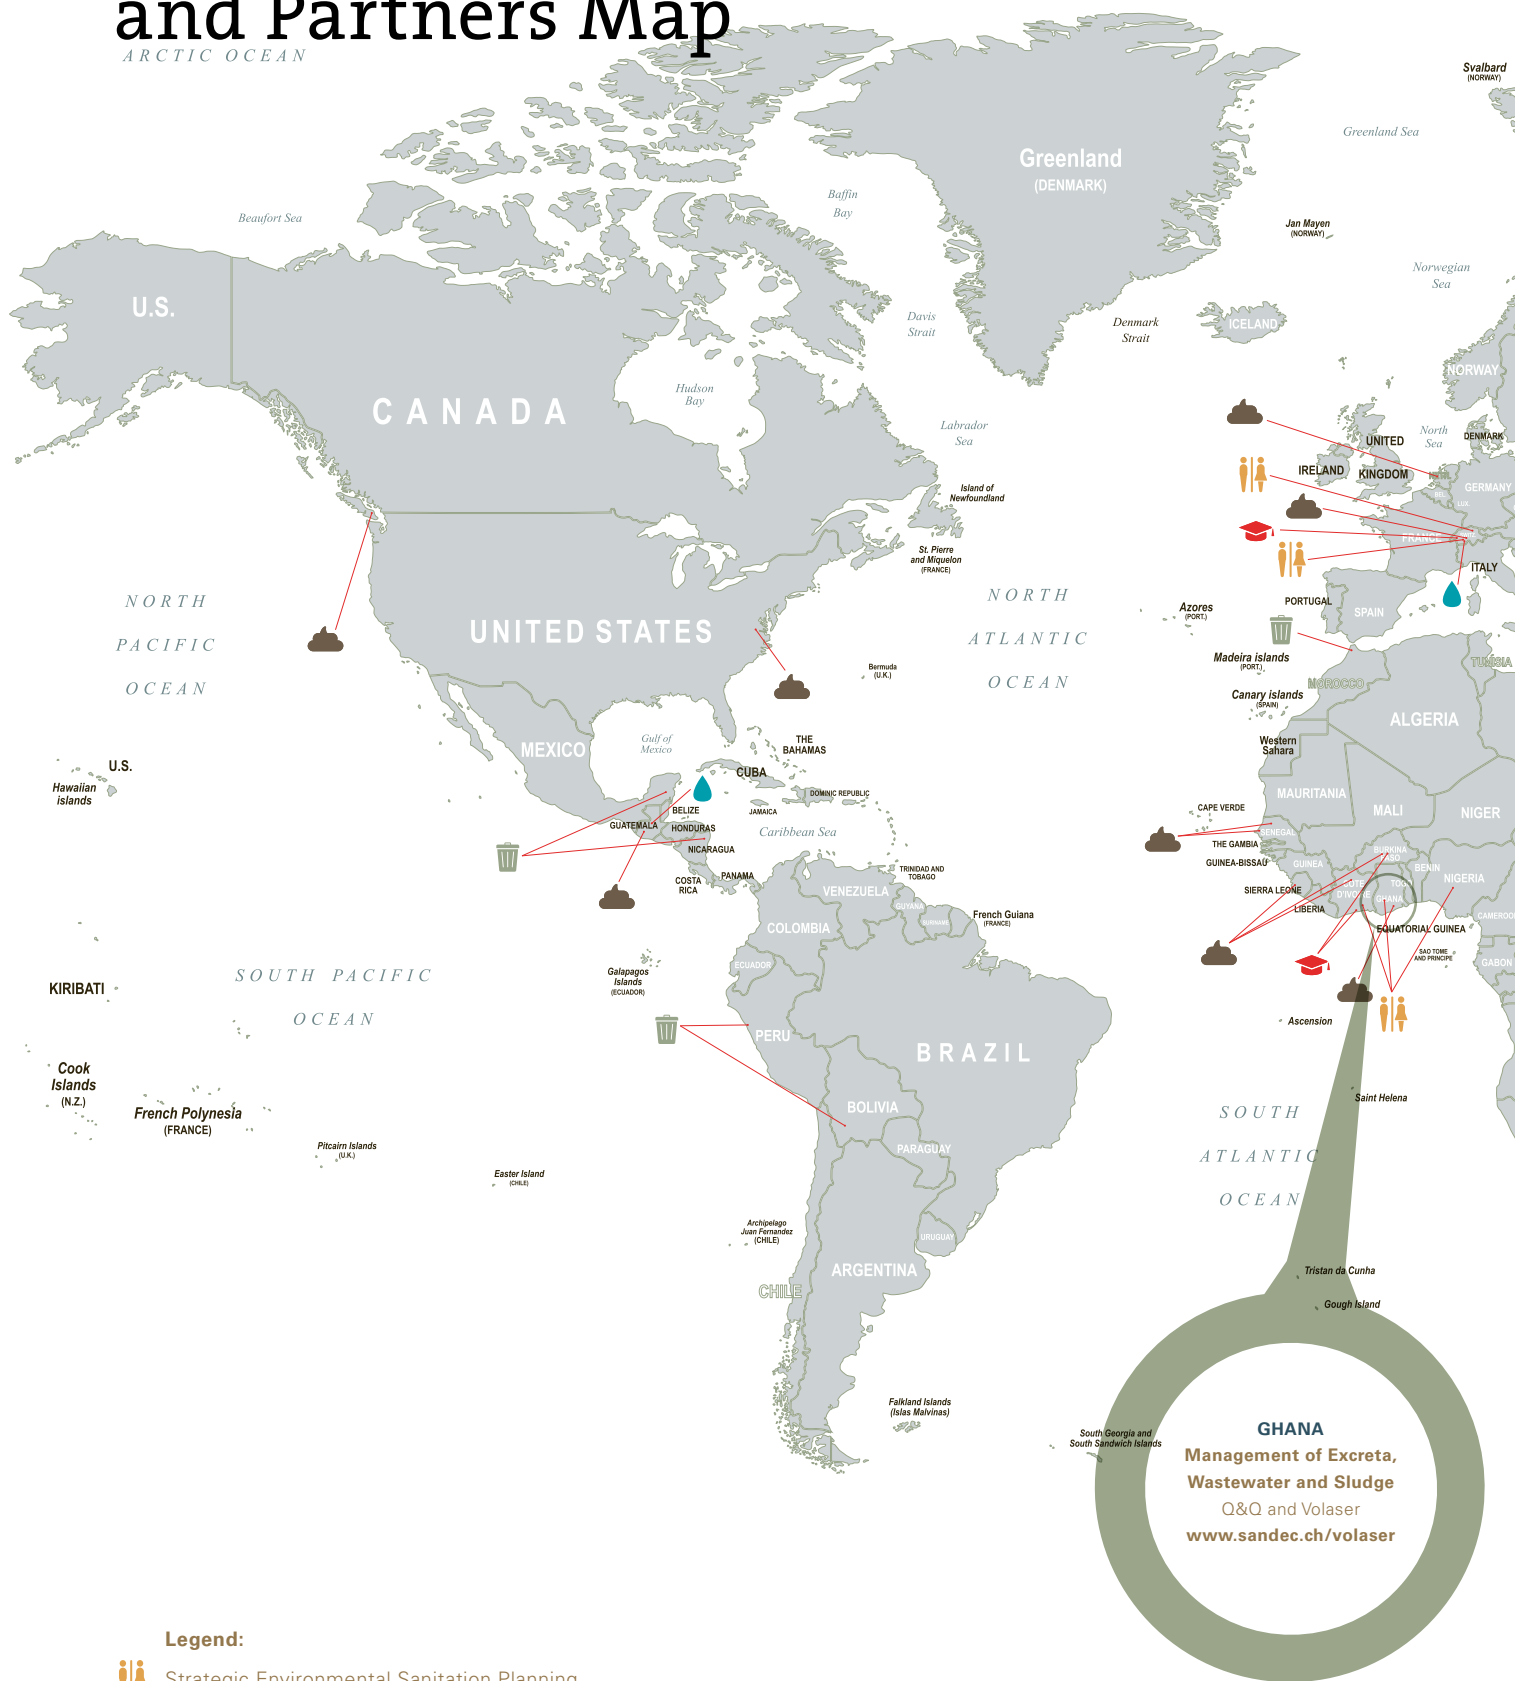 and Partners Map
ARCTIC OCEAN
Svalbard
(NORWAY)
Greenland Sea
Greenland
(DENMARK)
Baffin
Bay
Beaufort Sea
Jan Mayen
(NORWAY)
Norwegian
Sea
U.S.
Davis
Strait
Denmark
Strait
ICELAND
NORWAY
Hudson
Bay
CANADA
Labrador
Sea
North
Sea
DENMARK
UNITED
KINGDOM
IRELAND
GERMANY
BEL.
LUX.
Island of
Newfoundland
FRANCE
St. Pierre
and Miquelon
(FRANCE)
ITALY
NORTH
PACIFIC
OCEAN
NORTH
ATLANTIC
OCEAN
PORTUGAL
SPAIN
Azores
(PORT.)
UNITED STATES
Madeira islands
(PORT.)
TUNISIA
Bermuda
(U.K.)
MOROCCO
Canary islands
(SPAIN)
ALGERIA
Gulf of
Mexico
MEXICO
THE
BAHAMAS
Western
Sahara
U.S.
Hawaiian
islands
CUBA
DOMINIC REPUBLIC
MAURITANIA
MALI
NIGER
BELIZE
JAMAICA
CAPE VERDE
GUATEMALA
HONDURAS
Caribbean Sea
SENEGAL
THE GAMBIA
NICARAGUA
BURKINA
FASO
GUINEA-BISSAU
GUINEA
BENIN
TRINIDAD AND
TOBAGO
COSTA
RICA
PANAMA
NIGERIA
VENEZUELA
SIERRA LEONE
COTE
D'IVOIRE
TOGO
GHANA
GUYANA
LIBERIA
SURINAME
French Guiana
(FRANCE)
CAMEROON
COLOMBIA
EQUATORIAL GUINEA
SAO TOME
AND PRINCIPE
GABON
ECUADOR
Galapagos
Islands
(ECUADOR)
SOUTH PACIFIC
OCEAN
KIRIBATI
Ascension
PERU
BRAZIL
Cook
Islands
(N.Z.)
Saint Helena
BOLIVIA
French Polynesia
(FRANCE)
SOUTH
ATLANTIC
OCEAN
Pitcairn Islands
(U.K.)
PARAGUAY
Easter Island
(CHILE)
Archipelago
Juan Fernandez
(CHILE)
URUGUAY
ARGENTINA
Tristan da Cunha
CHILE
Gough Island
Falkland Islands
(Islas Malvinas)
South Georgia and
South Sandwich Islands
GHANA
Management of Excreta,
Wastewater and Sludge
Q&Q and Volaser
www.sandec.ch/volaser
Legend:
Strategic Environmental Sanitation Planning